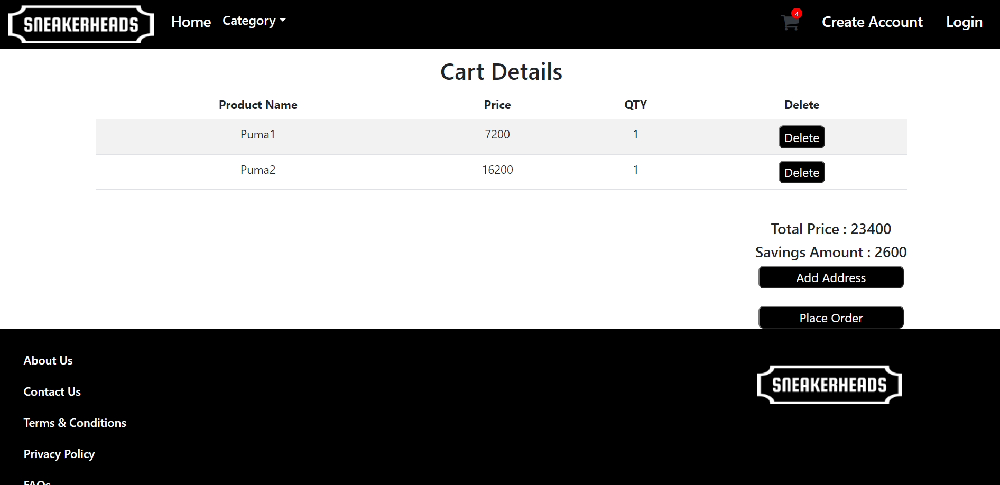 SNEAKERHEADS Home Category 4 Create Account Login
Cart Details
Product Name Price QTY Delete
Puma1 7200 1 Delete
Puma2 16200 1 Delete
Total Price : 23400
Savings Amount : 2600
Add Address
Place Order
About Us
SNEAKERHEADS
Contact Us
Terms & Conditions
Privacy Policy
FAQs